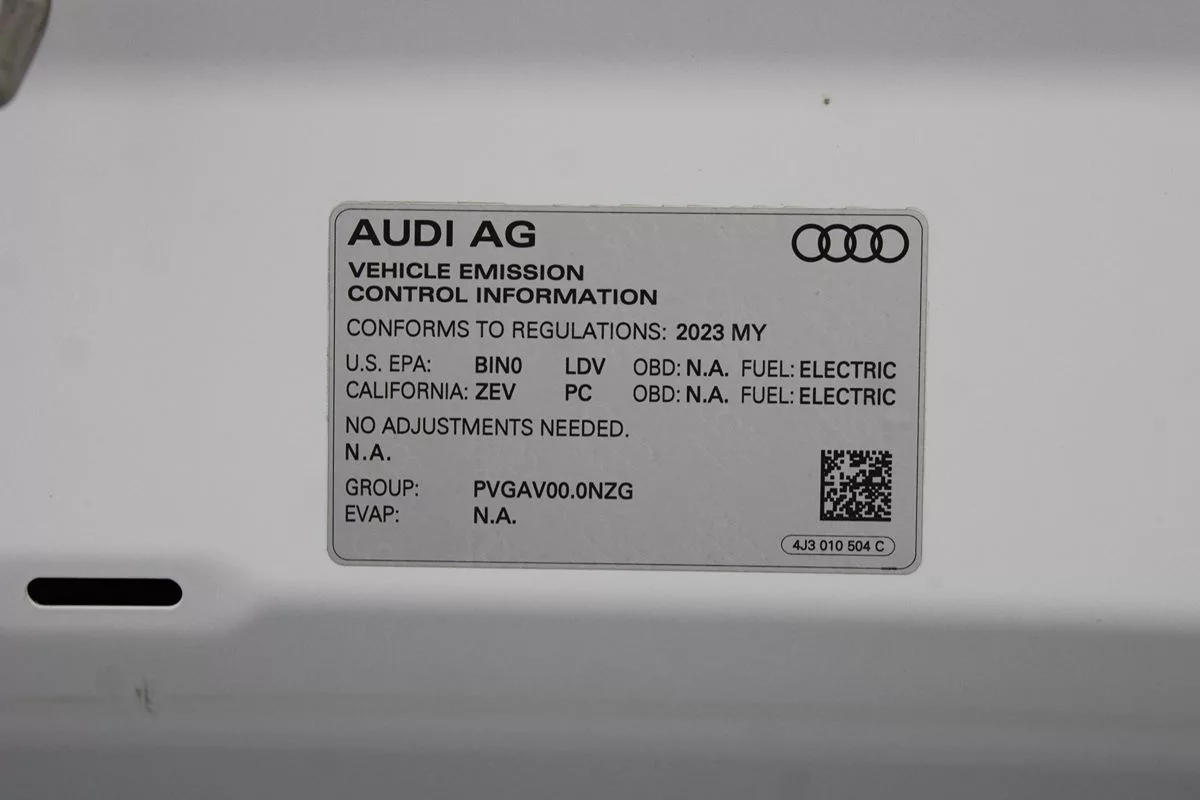 AUDI AG
VEHICLE EMISSION
CONTROL INFORMATION
CONFORMS TO REGULATIONS: 2023 MY
U.S. EPA: BIN0 LDV OBD: N.A. FUEL: ELECTRIC
CALIFORNIA: ZEV PC OBD: N.A. FUEL: ELECTRIC
NO ADJUSTMENTS NEEDED.
N.A.
GROUP: PVGAV00.0NZG
EVAP: N.A.
4J3 010 504 C